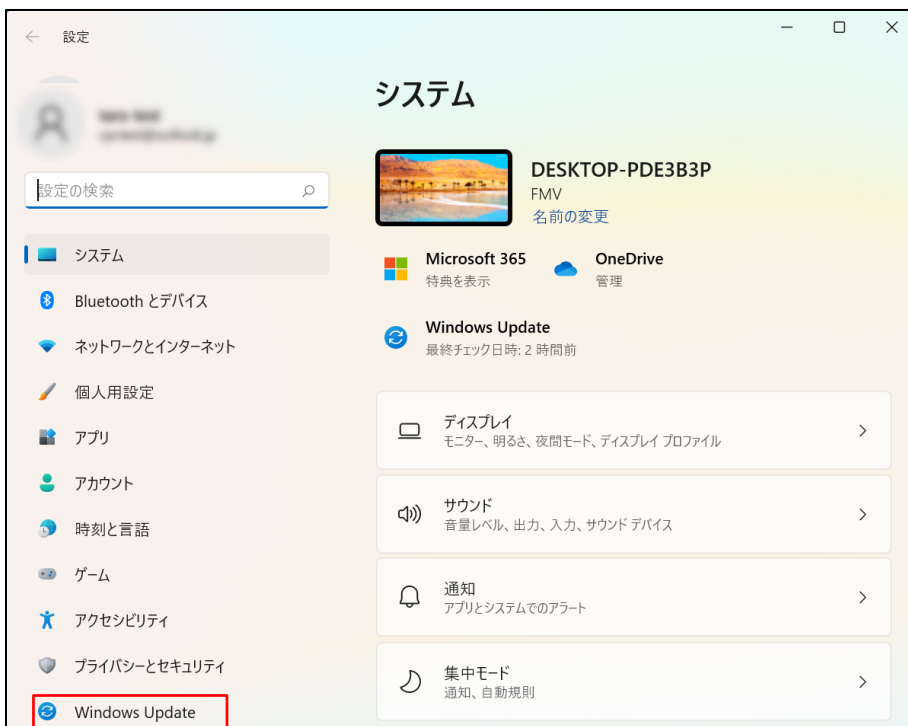 設定
設定の検索
システム
Bluetooth とデバイス
ネットワークとインターネット
個人用設定
アプリ
アカウント
時刻と言語
ゲーム
アクセシビリティ
プライバシーとセキュリティ
Windows Update
システム
DESKTOP-PDE3B3P
FMV
名前の変更
Microsoft 365
特典を表示
OneDrive
管理
Windows Update
最終チェック日時: 2 時間前
ディスプレイ
モニター、明るさ、夜間モード、ディスプレイ プロファイル
サウンド
音量レベル、出力、入力、サウンド デバイス
通知
アプリとシステムでのアラート
集中モード
通知、自動規則